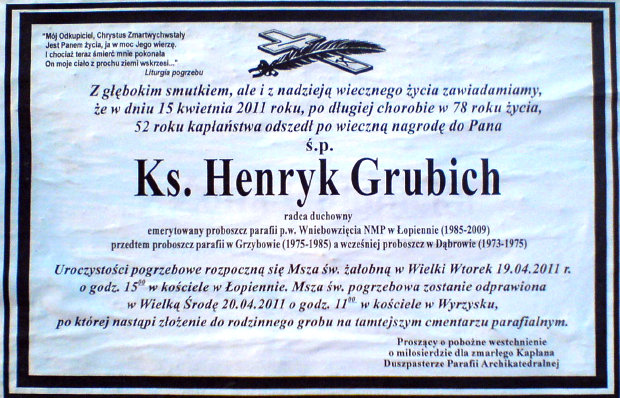 "Mój Odkupiciel, Chrystus Zmartwychwstały
Jest Panem życia, ja w moc Jego wierzę.
I chociaż teraz śmierć mnie pokonała
On moje ciało z prochu ziemi wskrzesi..."
Liturgia pogrzebu
Z głębokim smutkiem, ale i z nadzieją wiecznego życia zawiadamiamy,
że w dniu 15 kwietnia 2011 roku, po długiej chorobie w 78 roku życia,
52 roku kapłaństwa odszedł po wieczną nagrodę do Pana
ś.p.
Ks. Henryk Grubich
radca duchowny
emerytowany proboszcz parafii p.w. Wniebowzięcia NMP w Łopiennie (1985-2009)
przedtem proboszcz parafii w Grzybowie (1975-1985) a wcześniej proboszcz w Dąbrowie (1973-1975)
Uroczystości pogrzebowe rozpoczną się Msza św. żałobną w Wielki Wtorek 19.04.2011 r.
o godz. 15⁰⁰ w kościele w Łopiennie. Msza św. pogrzebowa zostanie odprawiona
w Wielką Środę 20.04.2011 o godz. 11⁰⁰ w kościele w Wyrzysku,
po której nastąpi złożenie do rodzinnego grobu na tamtejszym cmentarzu parafialnym.
Proszący o pobożne westchnienie
o miłosierdzie dla zmarłego Kapłana
Duszpasterze Parafii Archikatedralnej